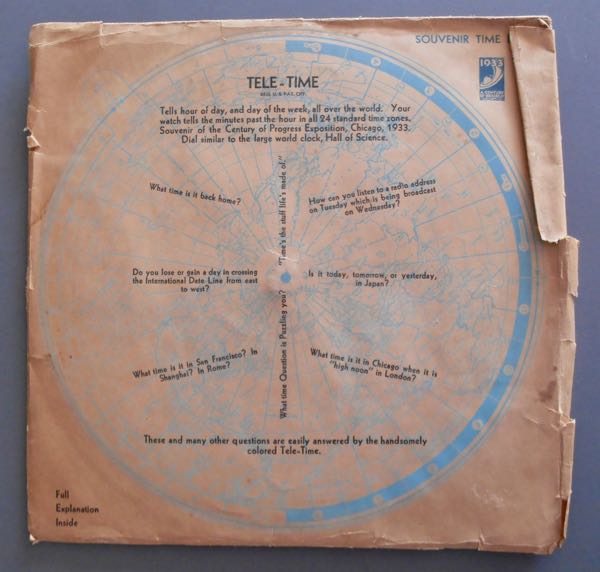 SOUVENIR TIME
1933
TELE-TIME
REG. U.S. PAT. OFF.
Tells hour of day, and day of the week, all over the world. Your
watch tells the minutes past the hour in all 24 standard time zones.
Souvenir of the Century of Progress Exposition, Chicago, 1933.
Dial similar to the large world clock, Hall of Science.
What time is it back home?
How can you listen to a radio address
on Tuesday which is being broadcast
on Wednesday?
What time Question is Puzzling you? "Time's the stuff life's made of."
Do you lose or gain a day in crossing
the International Date Line from east
to west?
Is it today, tomorrow, or yesterday,
in Japan?
What time is it in San Francisco? In
Shanghai? In Rome?
What time is it in Chicago when it is
"high noon" in London?
These and many other questions are easily answered by the handsomely
colored Tele-Time.
Full
Explanation
Inside